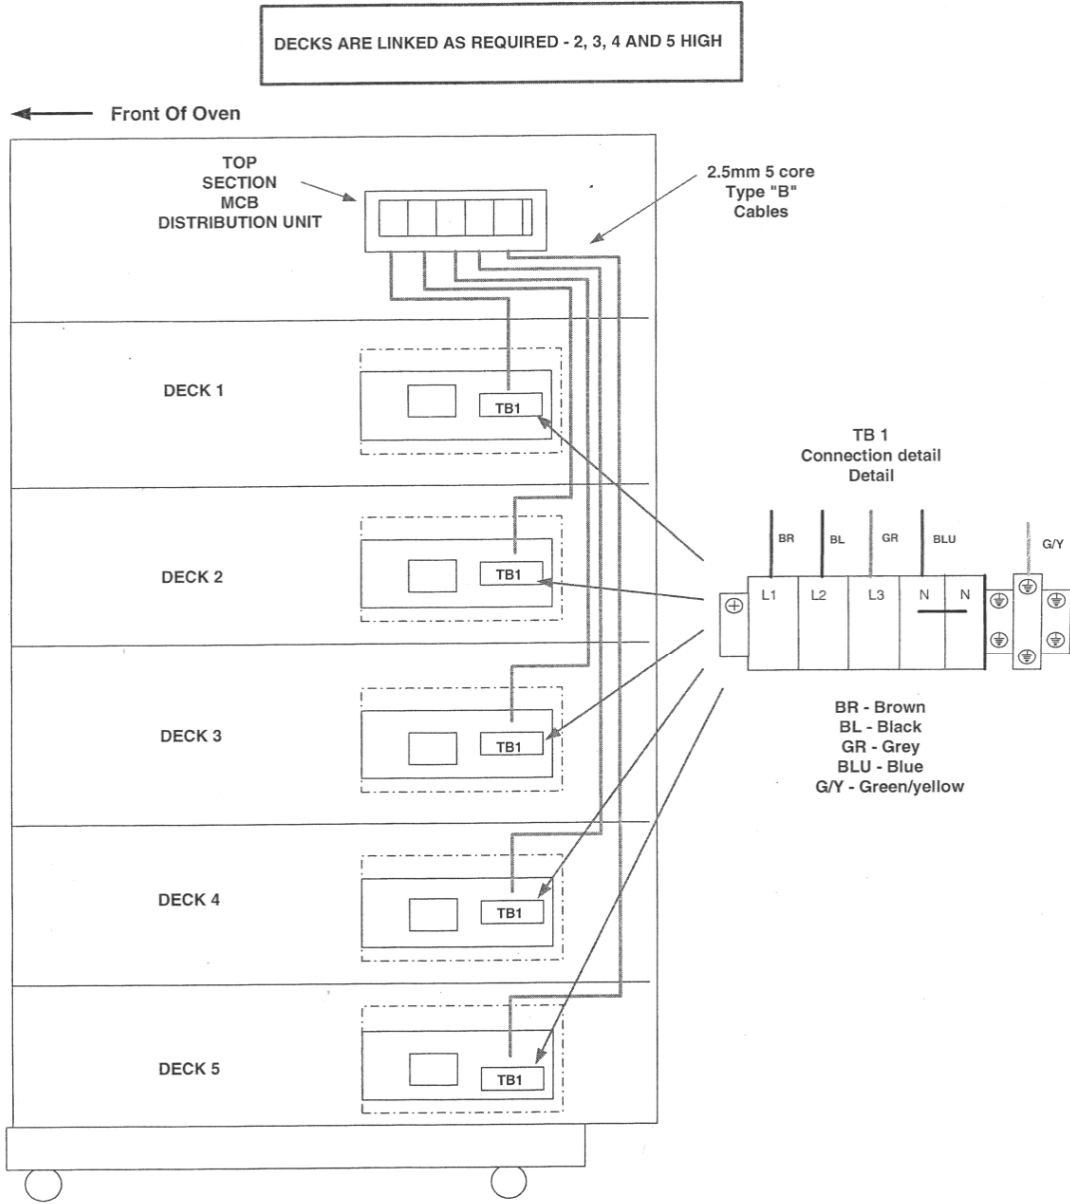 DECKS ARE LINKED AS REQUIRED - 2, 3, 4 AND 5 HIGH
Front Of Oven
TOP
SECTION
MCB
DISTRIBUTION UNIT
2.5mm 5 core
Type "B"
Cables
DECK 1
TB1
DECK 2
TB1
DECK 3
TB1
DECK 4
TB1
DECK 5
TB1
TB 1
Connection detail
Detail
BR
BL
GR
BLU
G/Y
L1
L2
L3
N
N
BR - Brown
BL - Black
GR - Grey
BLU - Blue
G/Y - Green/yellow